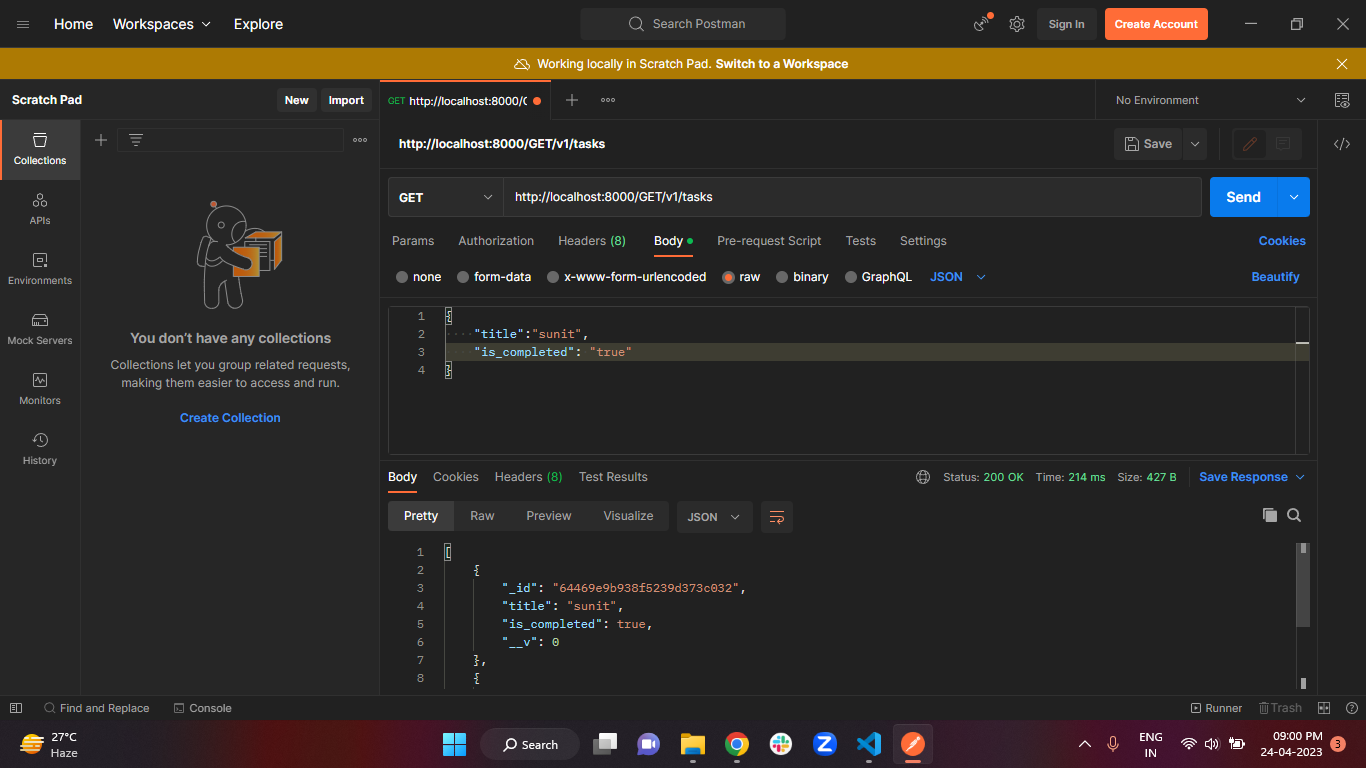 Home Workspaces Explore Search Postman Sign In Create Account
Working locally in Scratch Pad. Switch to a Workspace
Scratch Pad New Import
GET http://localhost:8000/G
No Environment
Collections
APIs
Environments
Mock Servers
Monitors
History
You don't have any collections
Collections let you group related requests,
making them easier to access and run.
Create Collection
http://localhost:8000/GET/v1/tasks Save
GET http://localhost:8000/GET/v1/tasks Send
Params Authorization Headers (8) Body Pre-request Script Tests Settings Cookies
none form-data x-www-form-urlencoded raw binary GraphQL JSON Beautify
1 {
2 "title":"sunit",
3 "is_completed": "true"
4 }
Body Cookies Headers (8) Test Results Status: 200 OK Time: 214 ms Size: 427 B Save Response
Pretty Raw Preview Visualize JSON
1 [
2 {
3 "_id": "64469e9b938f5239d373c032",
4 "title": "sunit",
5 "is_completed": true,
6 "__v": 0
7 },
8 {
Find and Replace Console Runner Trash
27°C
Haze
Search
ENG
IN
09:00 PM
24-04-2023
3